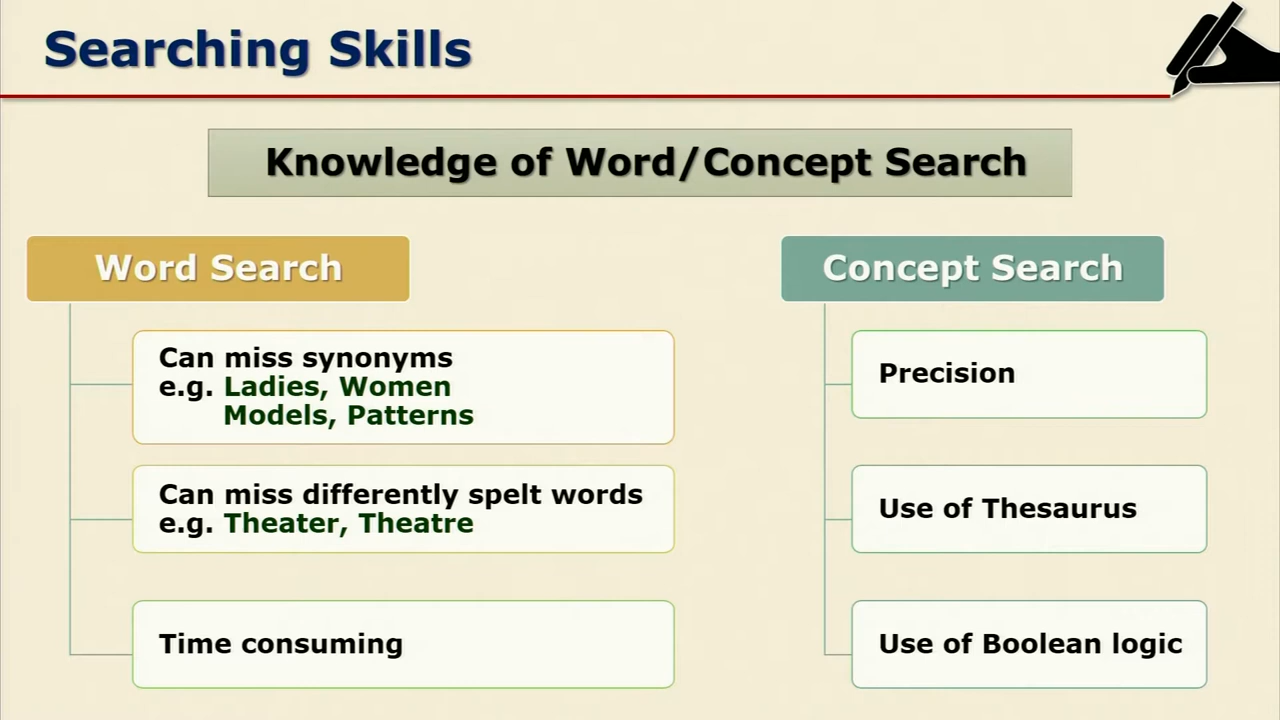 Searching Skills
Knowledge of Word/Concept Search
Word Search
Can miss synonyms
e.g. Ladies, Women
Models, Patterns
Can miss differently spelt words
e.g. Theater, Theatre
Time consuming
Concept Search
Precision
Use of Thesaurus
Use of Boolean logic